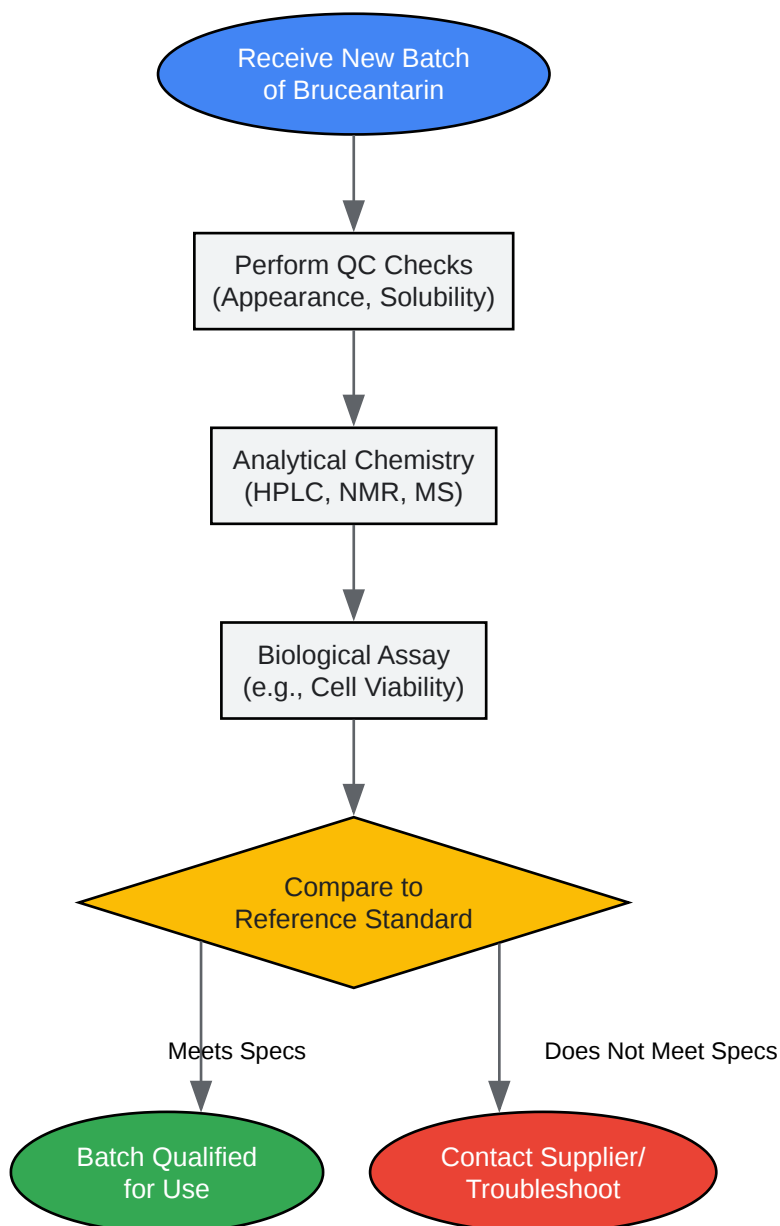 Receive New Batch
of Bruceantarin
Perform QC Checks
(Appearance, Solubility)
Analytical Chemistry
(HPLC, NMR, MS)
Biological Assay
(e.g., Cell Viability)
Compare to
Reference Standard
Meets Specs
Does Not Meet Specs
Batch Qualified
for Use
Contact Supplier/
Troubleshoot